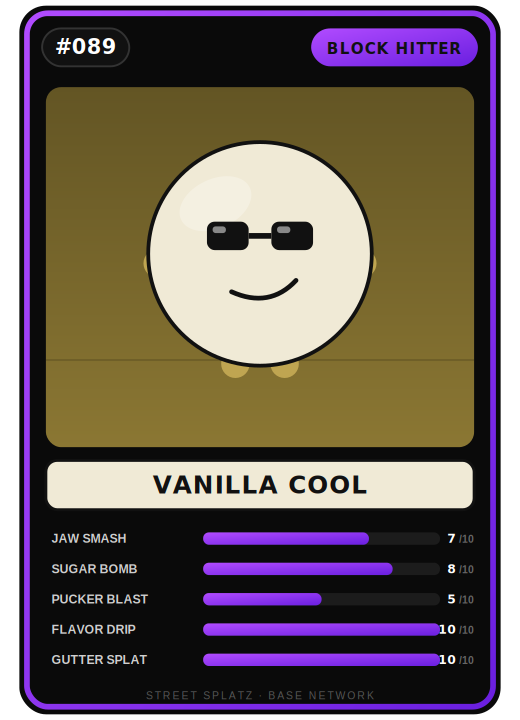 #089 BLOCK HITTER
VANILLA COOL
JAW SMASH 7 /10
SUGAR BOMB 8 /10
PUCKER BLAST 5 /10
FLAVOR DRIP 10 /10
GUTTER SPLAT 10 /10
STREET SPLATZ · BASE NETWORK